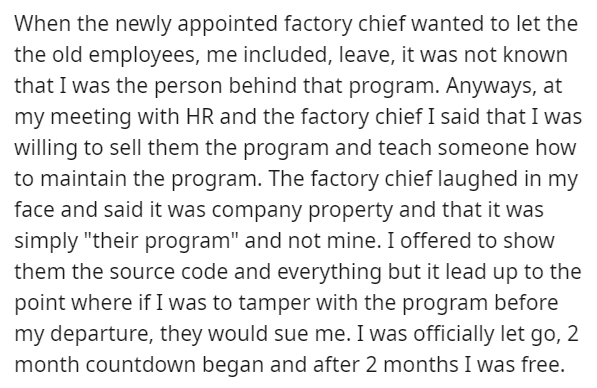 When the newly appointed factory chief wanted to let the
the old employees, me included, leave, it was not known
that I was the person behind that program. Anyways, at
my meeting with HR and the factory chief I said that I was
willing to sell them the program and teach someone how
to maintain the program. The factory chief laughed in my
face and said it was company property and that it was
simply "their program" and not mine. I offered to show
them the source code and everything but it lead up to the
point where if I was to tamper with the program before
my departure, they would sue me. I was officially let go, 2
month countdown began and after 2 months I was free.